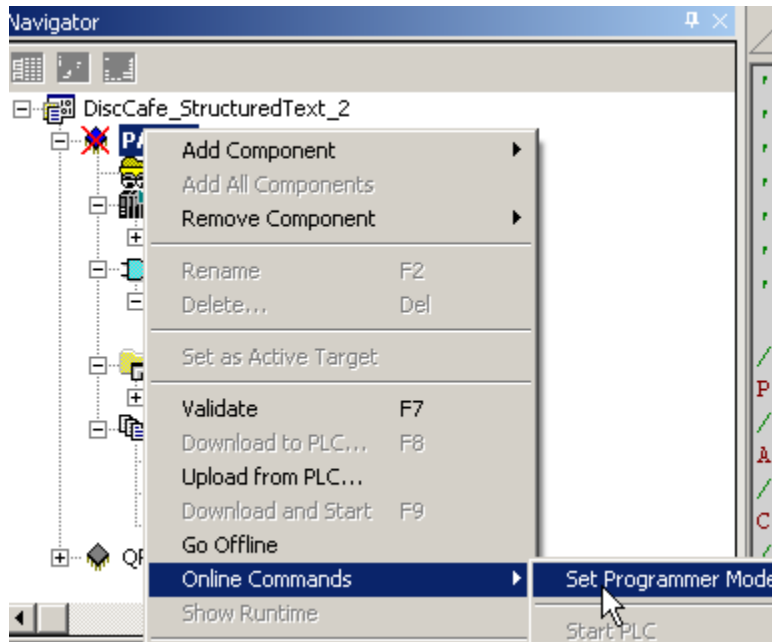 Navigator
DiscCafe_StructuredText_2
Add Component
Add All Components
Remove Component
Rename F2
Delete... Del
Set as Active Target
Validate F7
Download to PLC... F8
Upload from PLC...
Download and Start F9
Go Offline
Online Commands Set Programmer Mode
Show Runtime Start PLC